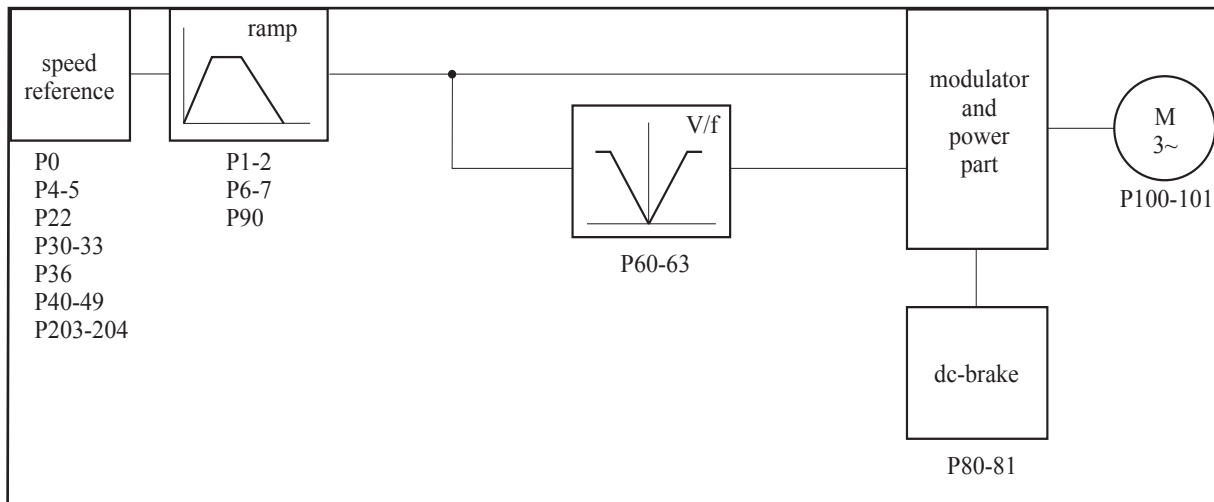 speed
reference
P0
P4-5
P22
P30-33
P36
P40-49
P203-204
ramp
P1-2
P6-7
P90
V/f
P60-63
modulator
and
power
part
M
3~
P100-101
dc-brake
P80-81